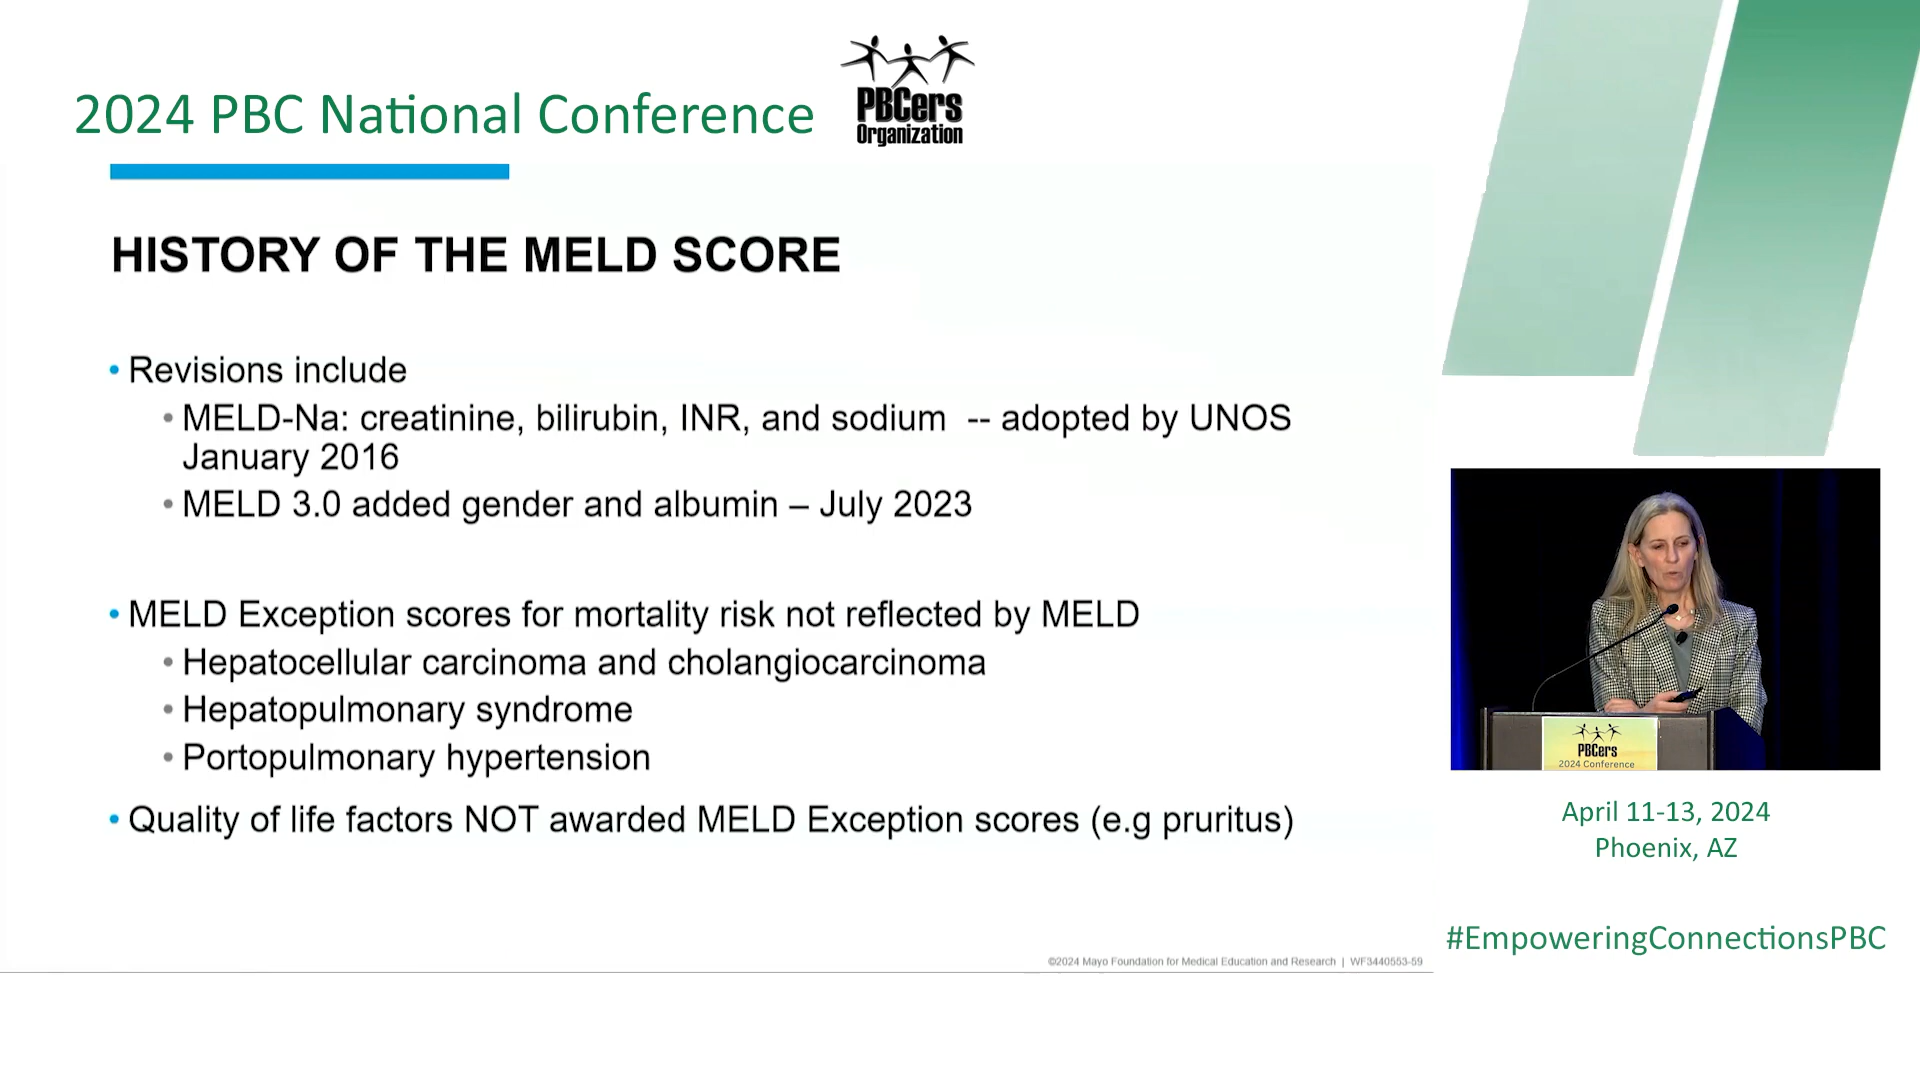 2024 PBC National Conference
PBCers
Organization
HISTORY OF THE MELD SCORE
• Revisions include
• MELD-Na: creatinine, bilirubin, INR, and sodium -- adopted by UNOS
January 2016
• MELD 3.0 added gender and albumin – July 2023
• MELD Exception scores for mortality risk not reflected by MELD
• Hepatocellular carcinoma and cholangiocarcinoma
• Hepatopulmonary syndrome
• Portopulmonary hypertension
• Quality of life factors NOT awarded MELD Exception scores (e.g pruritus)
©2024 Mayo Foundation for Medical Education and Research | WF3440553-59
PBCers
2024 Conference
April 11-13, 2024
Phoenix, AZ
#EmpoweringConnectionsPBC